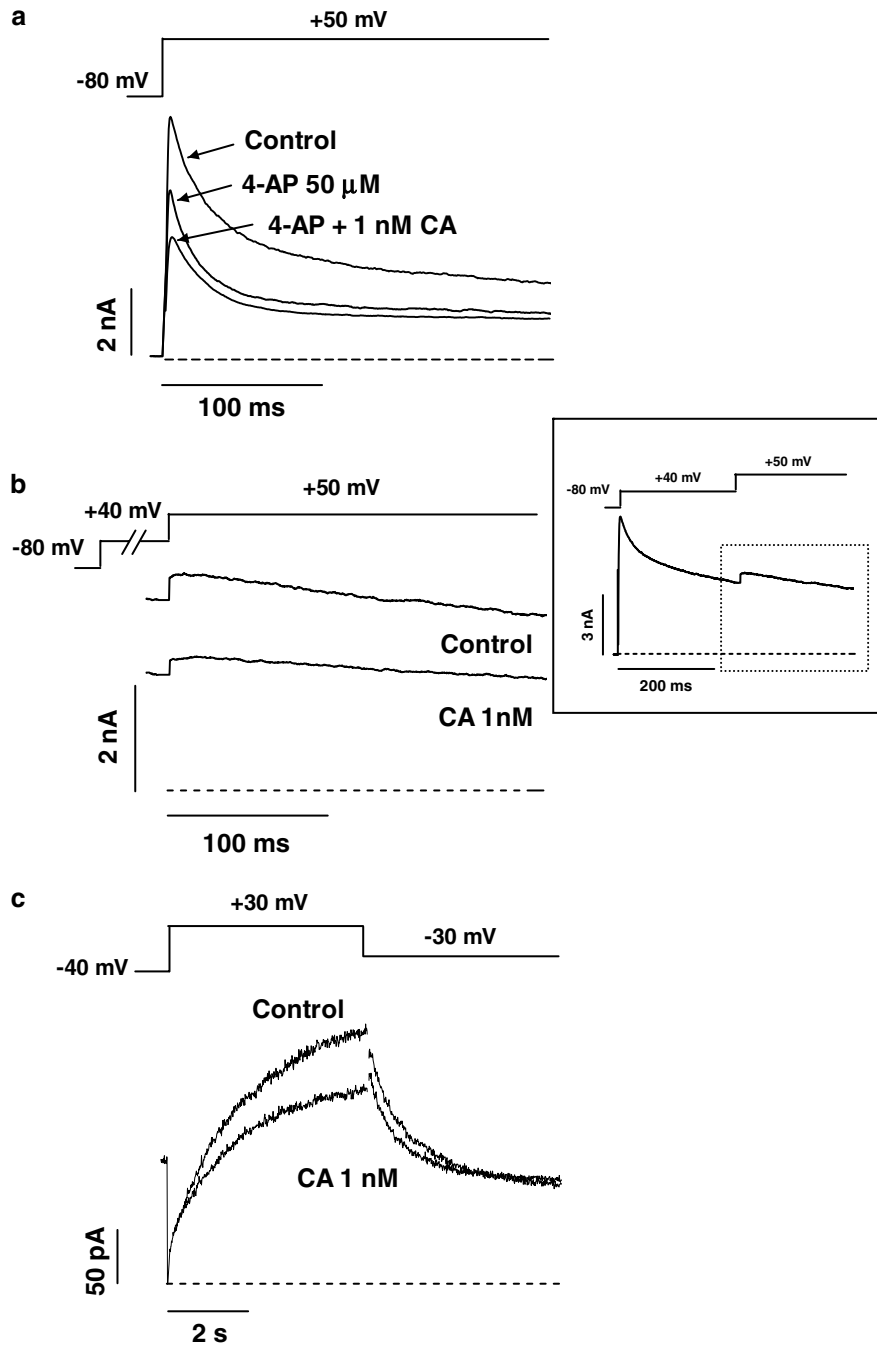 a
+50 mV
-80 mV
Control
4-AP 50 μM
4-AP + 1 nM CA
2 nA
100 ms
b
+50 mV
+40 mV
-80 mV
Control
CA 1nM
2 nA
100 ms
+50 mV
+40 mV
-80 mV
3 nA
200 ms
c
+30 mV
-30 mV
-40 mV
Control
CA 1 nM
50 pA
2 s